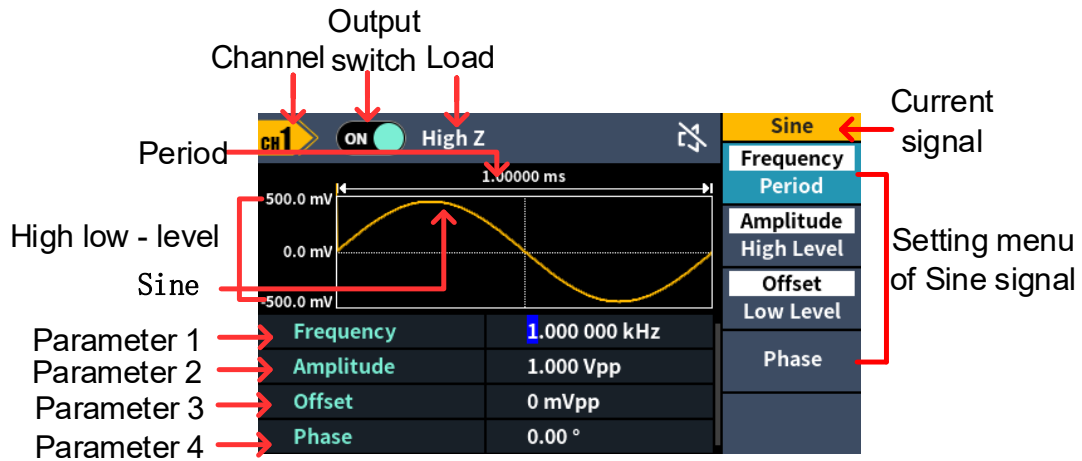 Output
Channel switch Load
Current
signal
CH1 ON High Z
Sine
Period
1.00000 ms
Frequency
Period
500.0 mV
Amplitude
High Level
High low - level
0.0 mV
Setting menu
of Sine signal
Sine
-500.0 mV
Offset
Low Level
Parameter 1
Frequency 1.000 000 kHz
Phase
Parameter 2
Amplitude 1.000 Vpp
Parameter 3
Offset 0 mVpp
Parameter 4
Phase 0.00 °